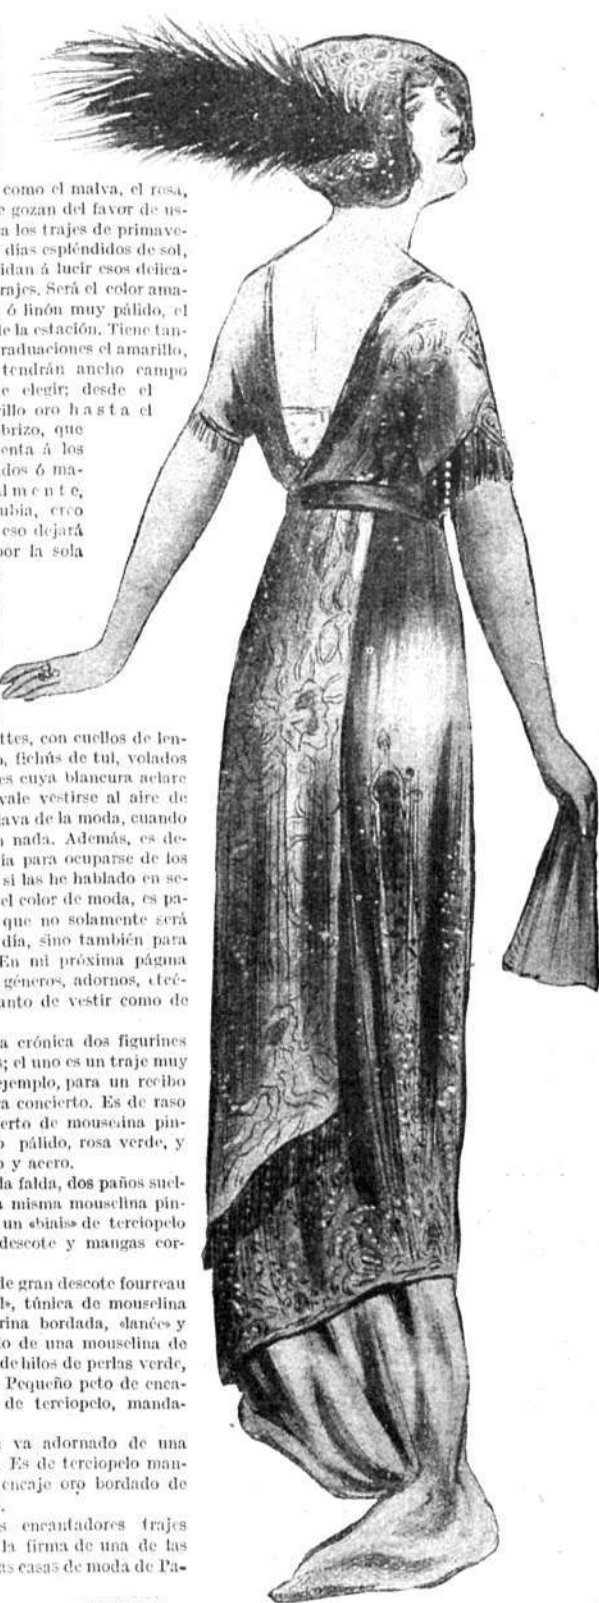 como el malva, el rosa,
e gozan del favor de us-
a los trajes de primave-
días espléndidos de sol,
idan á lucir esos delica-
rajes. Será el color ama-
ó linón muy pálido, el
le la estación. Tiene tan-
raduaciones el amarillo,
tendrán ancho campo
e elegir; desde el
rillo oro hasta el
brizo, que
enta á los
dos ó ma-
lmente,
ubia, creo
eso dejará
por la sola
ttes, con cuellos de len-
o, fichús de tul, volados
es cuya blancura aclare
vale vestirse al aire de
lava de la moda, cuando
n nada. Además, es de-
ia para ocuparse de los
si las he hablado en se-
el color de moda, es pa-
que no solamente será
día, sino también para
En mi próxima página
géneros, adornos, etcé-
anto de vestir como de
a crónica dos figurines
s; el uno es un traje muy
ejemplo, para un recibo
ra concierto. Es de raso
erto de mouselina pin-
o pálido, rosa verde, y
o y acero.
la falda, dos paños suel-
a misma mouselina pin-
un «biais» de terciopelo
descote y mangas cor-
le gran descote fourreau
l», túnica de mouselina
rina bordada, «lancée» y
o de una mouselina de
de hilos de perlas verde,
Pequeño peto de enca-
de terciopelo, manda-
va adornado de una
Es de terciopelo man-
encaje oro bordado de
s encantadores trajes
la firma de una de las
as casas de moda de Pa-